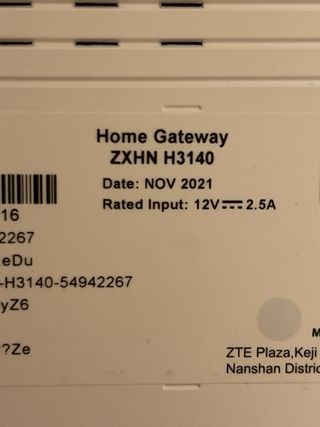 Home Gateway
ZXHN H3140
Date: NOV 2021
Rated Input: 12V⎓2.5A
16
2267
eDu
-H3140-54942267
yZ6
?Ze
M
ZTE Plaza,Keji
Nanshan Distric